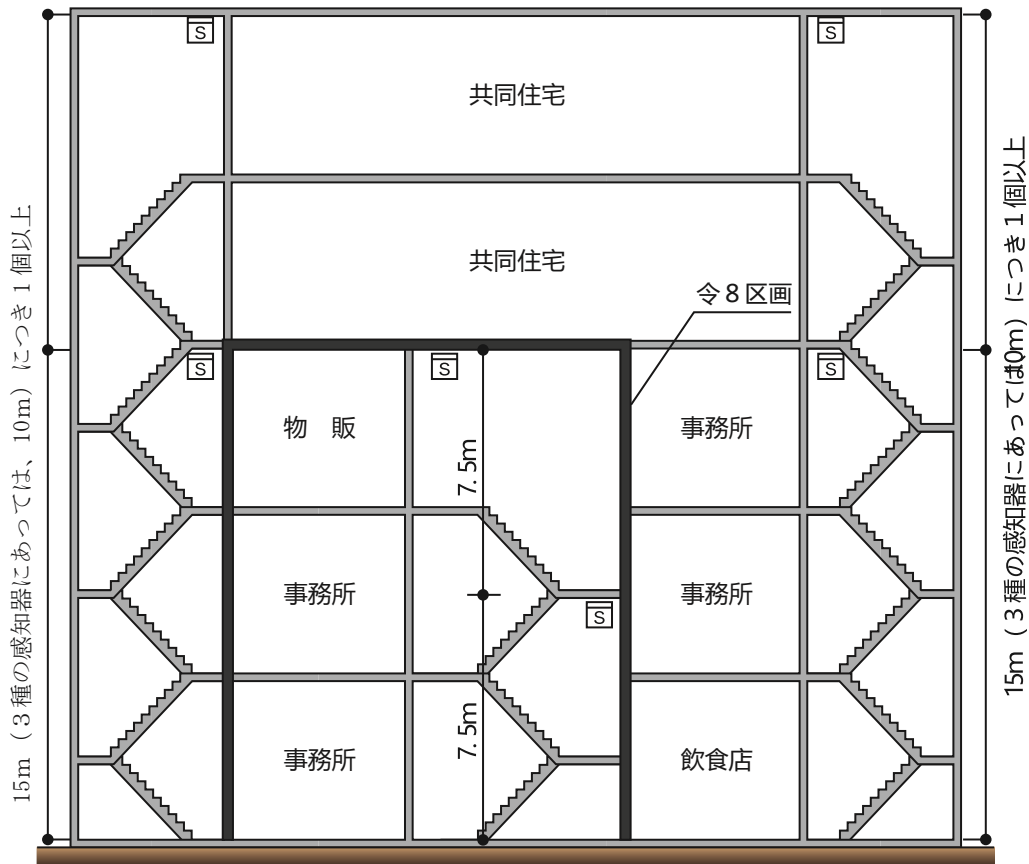 S
S
共同住宅
共同住宅
令８区画
S
S
S
物　販
事務所
7.5m
事務所
事務所
S
事務所
飲食店
7.5m
15m（３種の感知器にあっては、10m）につき１個以上
15m（３種の感知器にあっては10m）につき１個以上